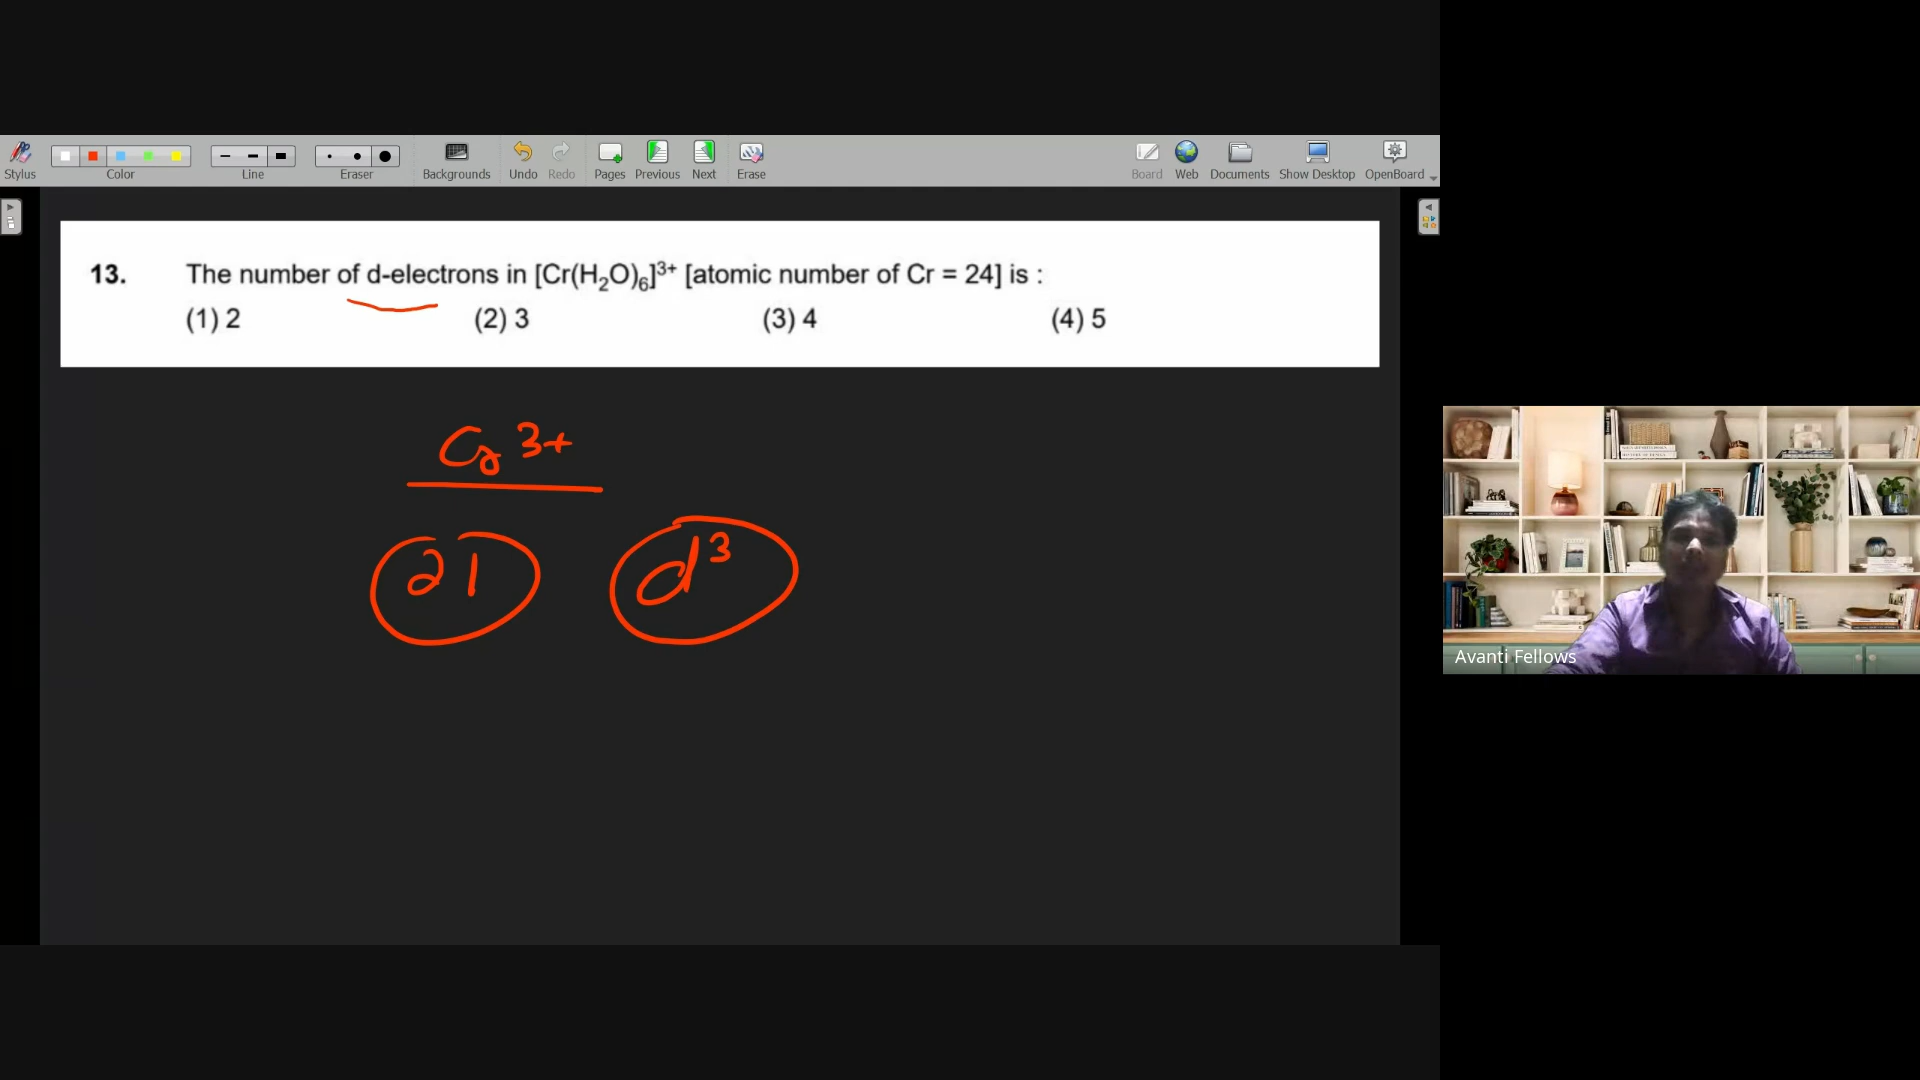 Stylus
Color
Line
Eraser
Backgrounds
Undo
Redo
Pages
Previous
Next
Erase
Board
Web
Documents
Show Desktop
OpenBoard
13. The number of d-electrons in [Cr(H₂O)₆]³⁺ [atomic number of Cr = 24] is :
(1) 2 (2) 3 (3) 4 (4) 5
Cr 3+
21 d³
Avanti Fellows